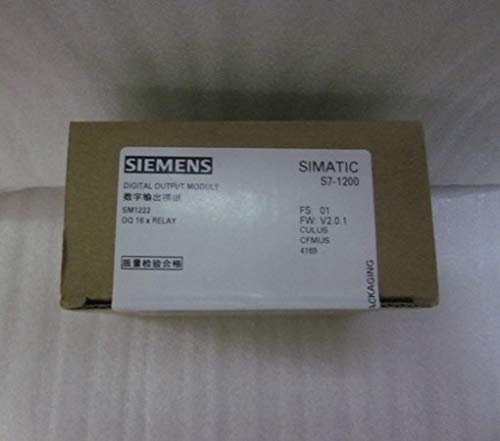 SIEMENS
SIMATIC
S7-1200
DIGITAL OUTPUT MODULE
数字输出模块
SM1222
DQ 16 x RELAY
FS: 01
FW: V2.0.1
CULUS
CFMUS
4169
质量检验合格
PACKAGING